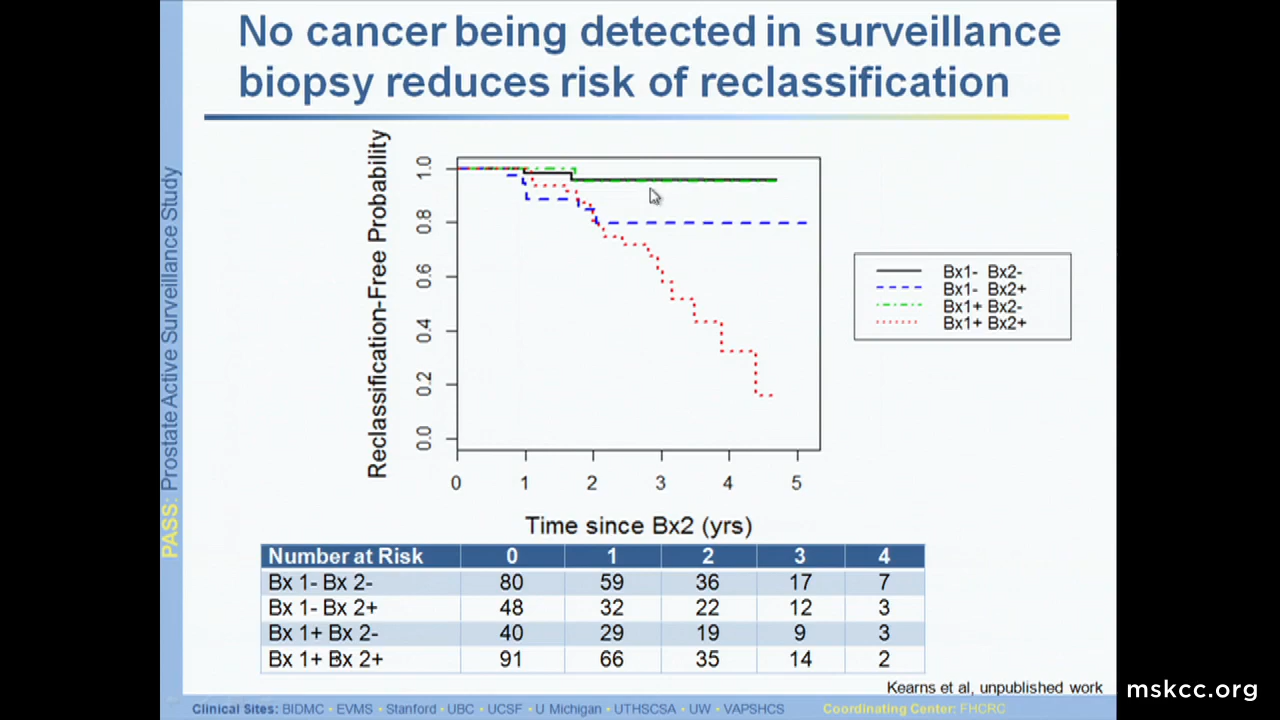 No cancer being detected in surveillance
biopsy reduces risk of reclassification
PASS: Prostate Active Surveillance Study
Reclassification-Free Probability
1.0
0.8
0.6
0.4
0.2
0.0
0 1 2 3 4 5
Time since Bx2 (yrs)
Bx1- Bx2-
Bx1- Bx2+
Bx1+ Bx2-
Bx1+ Bx2+
Number at Risk 0 1 2 3 4
Bx 1- Bx 2- 80 59 36 17 7
Bx 1- Bx 2+ 48 32 22 12 3
Bx 1+ Bx 2- 40 29 19 9 3
Bx 1+ Bx 2+ 91 66 35 14 2
Kearns et al, unpublished work
mskcc.org
Clinical Sites: BIDMC • EVMS • Stanford • UBC • UCSF • U Michigan • UTHSCSA • UW • VAPSHCS Coordinating Center: FHCRC